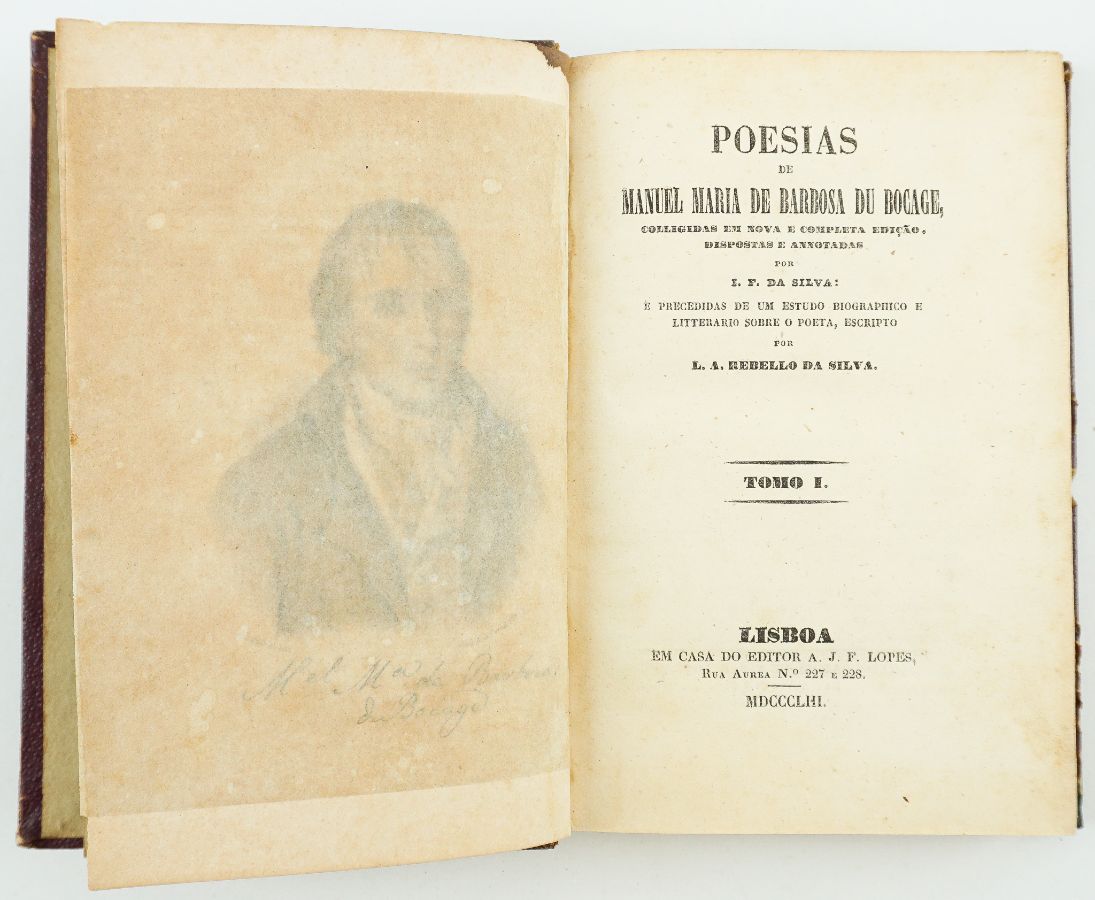 Mel Ma de Barbosa
du Bocage
POESIAS
DE
MANUEL MARIA DE BARBOSA DU BOCAGE,
COLLIGIDAS EM NOVA E COMPLETA EDIÇÃO,
DISPOSTAS E ANNOTADAS
POR
I. F. DA SILVA:
E PRECEDIDAS DE UM ESTUDO BIOGRAPHICO E
LITTERARIO SOBRE O POETA, ESCRIPTO
POR
L. A. REBELLO DA SILVA.
TOMO I.
LISBOA
EM CASA DO EDITOR A. J. F. LOPES,
RUA AUREA N.º 227 E 228.
MDCCCLIII.